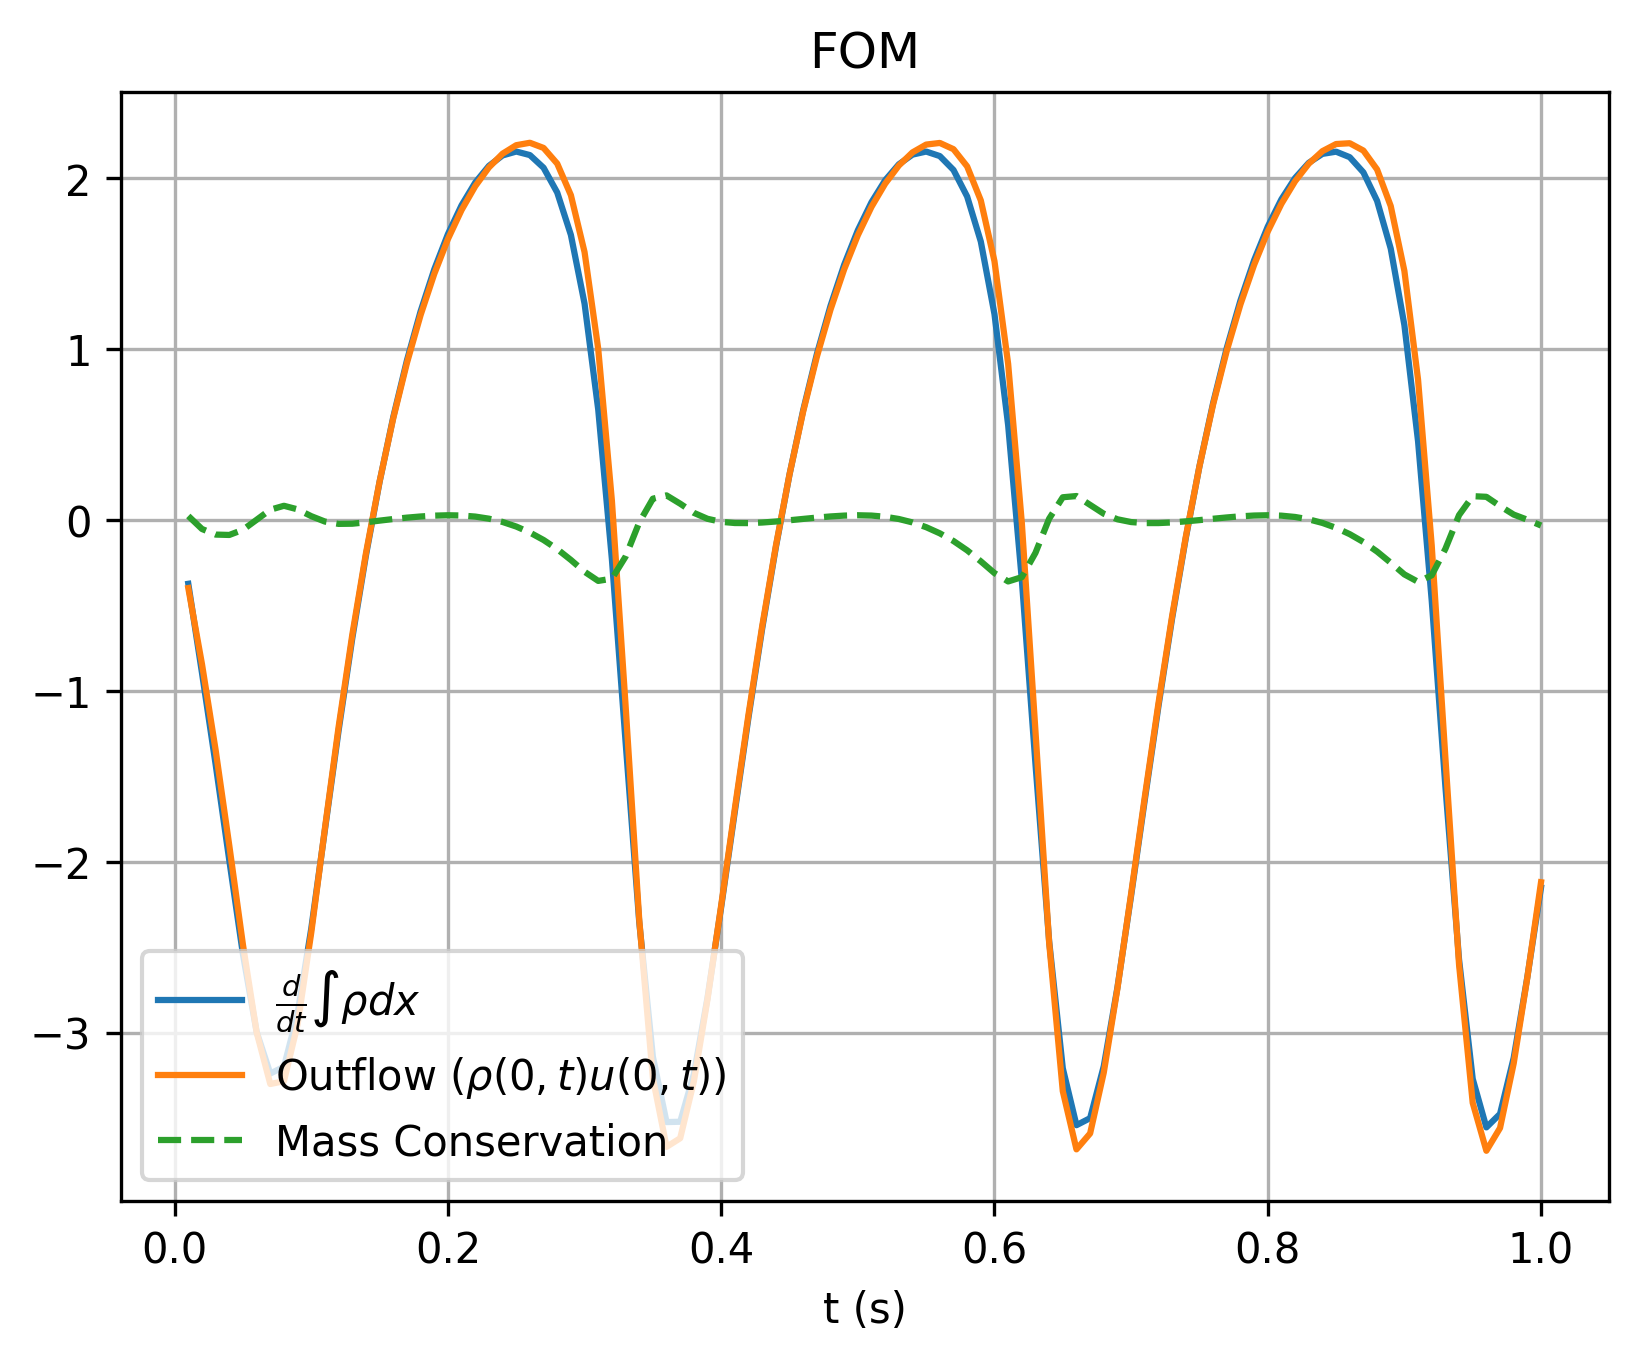 FOM
2
1
0
−1
−2
−3
d/dt ∫ρdx
Outflow (ρ(0, t)u(0, t))
Mass Conservation
0.0 0.2 0.4 0.6 0.8 1.0
t (s)